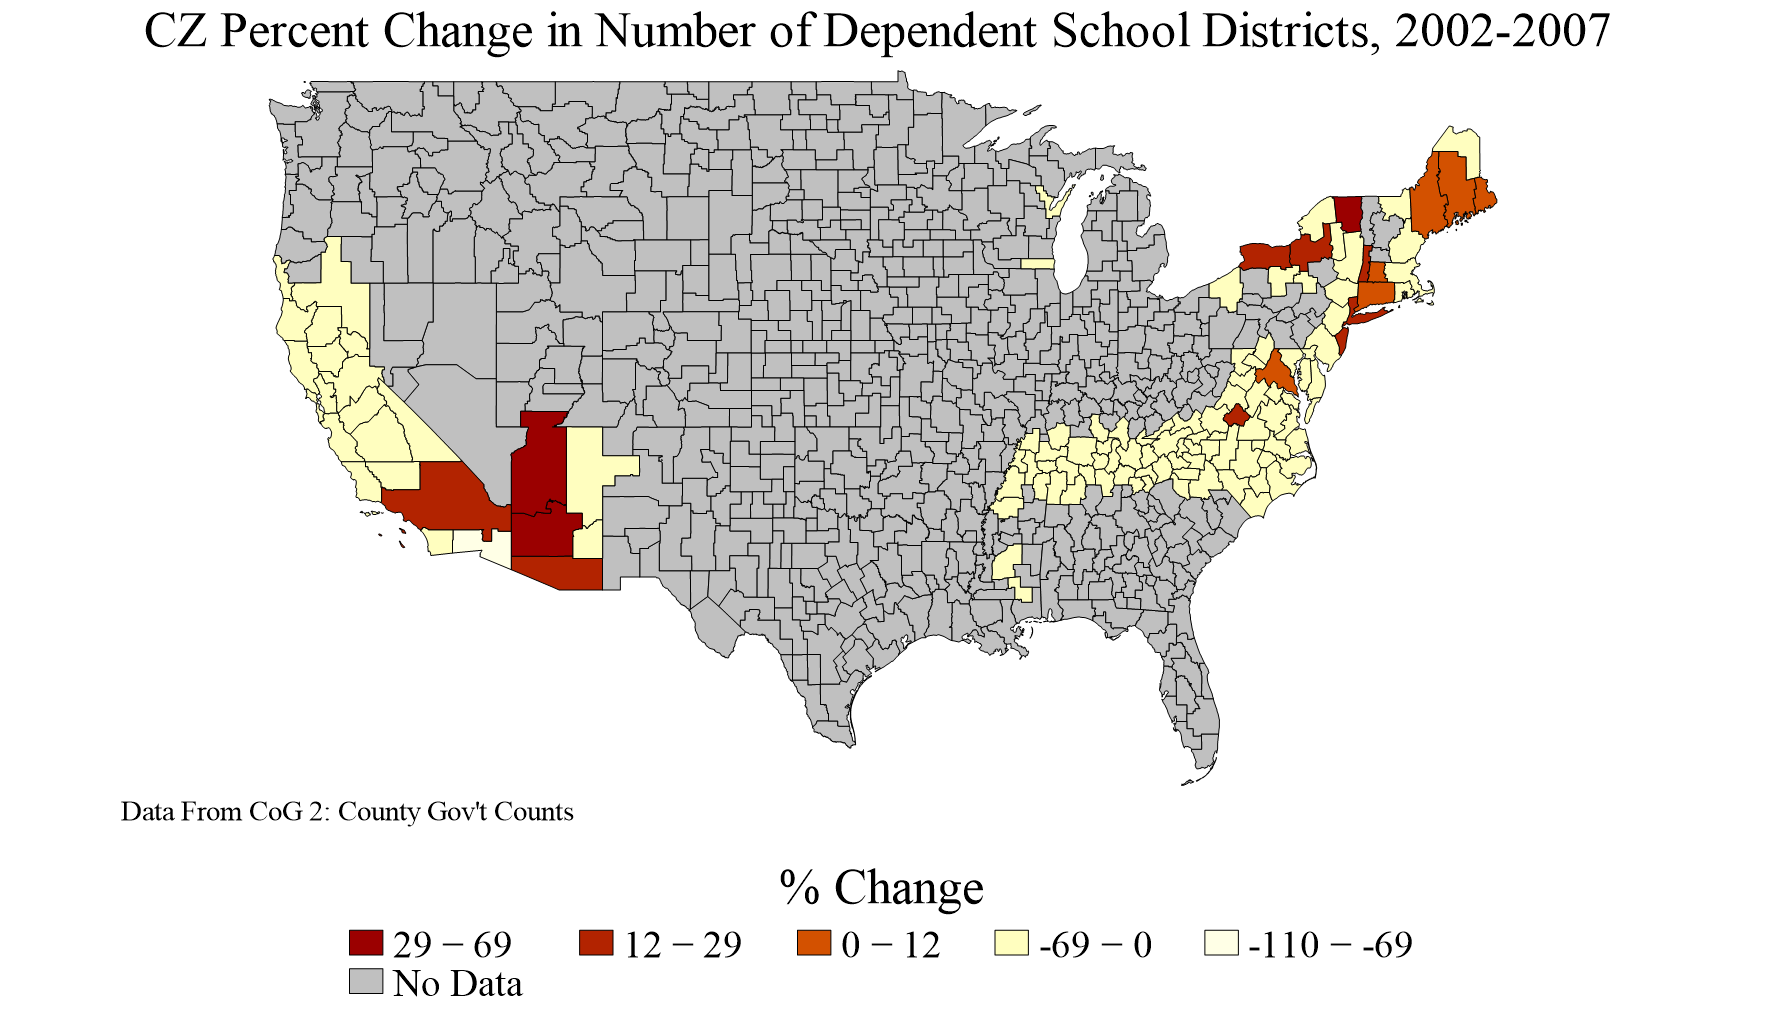 CZ Percent Change in Number of Dependent School Districts, 2002-2007
Data From CoG 2: County Gov't Counts
% Change
29 – 69
12 – 29
0 – 12
-69 – 0
-110 – -69
No Data